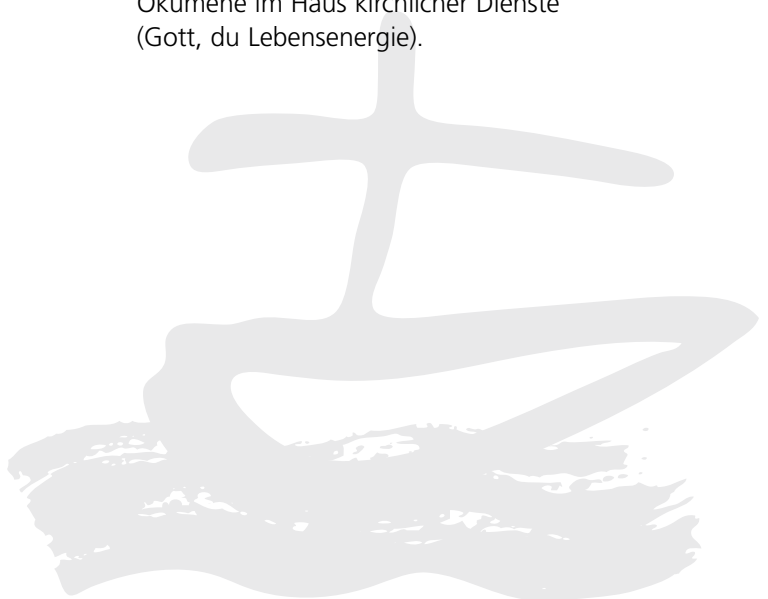 Ökumene im Haus kirchlicher Dienste
(Gott, du Lebensenergie).